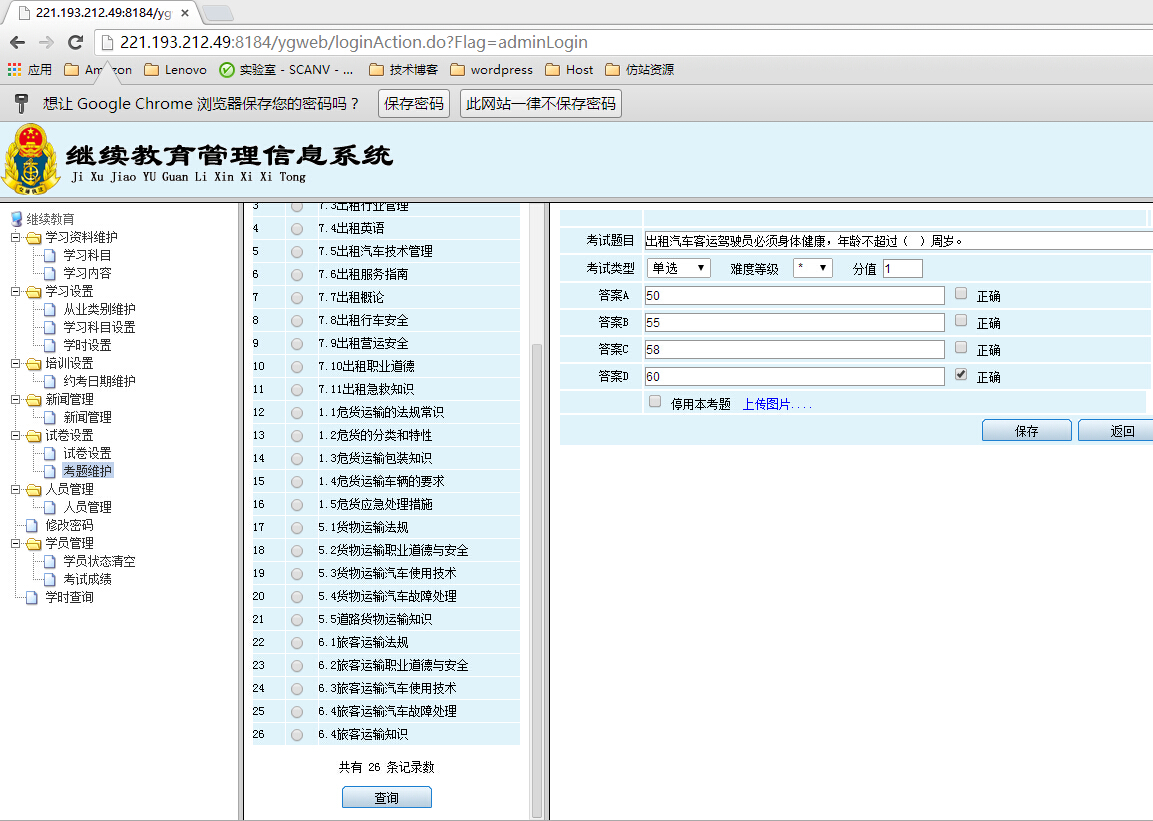 221.193.212.49:8184/yg
221.193.212.49:8184/ygweb/loginAction.do?Flag=adminLogin
应用 Amazon Lenovo 实验室 - SCANV - ... 技术博客 wordpress Host 仿站资源
想让 Google Chrome 浏览器保存您的密码吗？ 保存密码 此网站一律不保存密码
继续教育管理信息系统
Ji Xu Jiao YU Guan Li Xin Xi Xi Tong
继续教育
学习资料维护
学习科目
学习内容
学习设置
从业类别维护
学习科目设置
学时设置
培训设置
约考日期维护
新闻管理
新闻管理
试卷设置
试卷设置
考题维护
人员管理
人员管理
修改密码
学员管理
学员状态清空
考试成绩
学时查询
3 7.3出租行业管理
4 7.4出租英语
5 7.5出租汽车技术管理
6 7.6出租服务指南
7 7.7出租概论
8 7.8出租行车安全
9 7.9出租营运安全
10 7.10出租职业道德
11 7.11出租急救知识
12 1.1危货运输的法规常识
13 1.2危货的分类和特性
14 1.3危货运输包装知识
15 1.4危货运输车辆的要求
16 1.5危货应急处理措施
17 5.1货物运输法规
18 5.2货物运输职业道德与安全
19 5.3货物运输汽车使用技术
20 5.4货物运输汽车故障处理
21 5.5道路货物运输知识
22 6.1旅客运输法规
23 6.2旅客运输职业道德与安全
24 6.3旅客运输汽车使用技术
25 6.4旅客运输汽车故障处理
26 6.4旅客运输知识
共有 26 条记录数
查询
考试题目 出租汽车客运驾驶员必须身体健康，年龄不超过（ ）周岁。
考试类型 单选 难度等级 * 分值 1
答案A 50 正确
答案B 55 正确
答案C 58 正确
答案D 60 正确
停用本考题 上传图片....
保存 返回